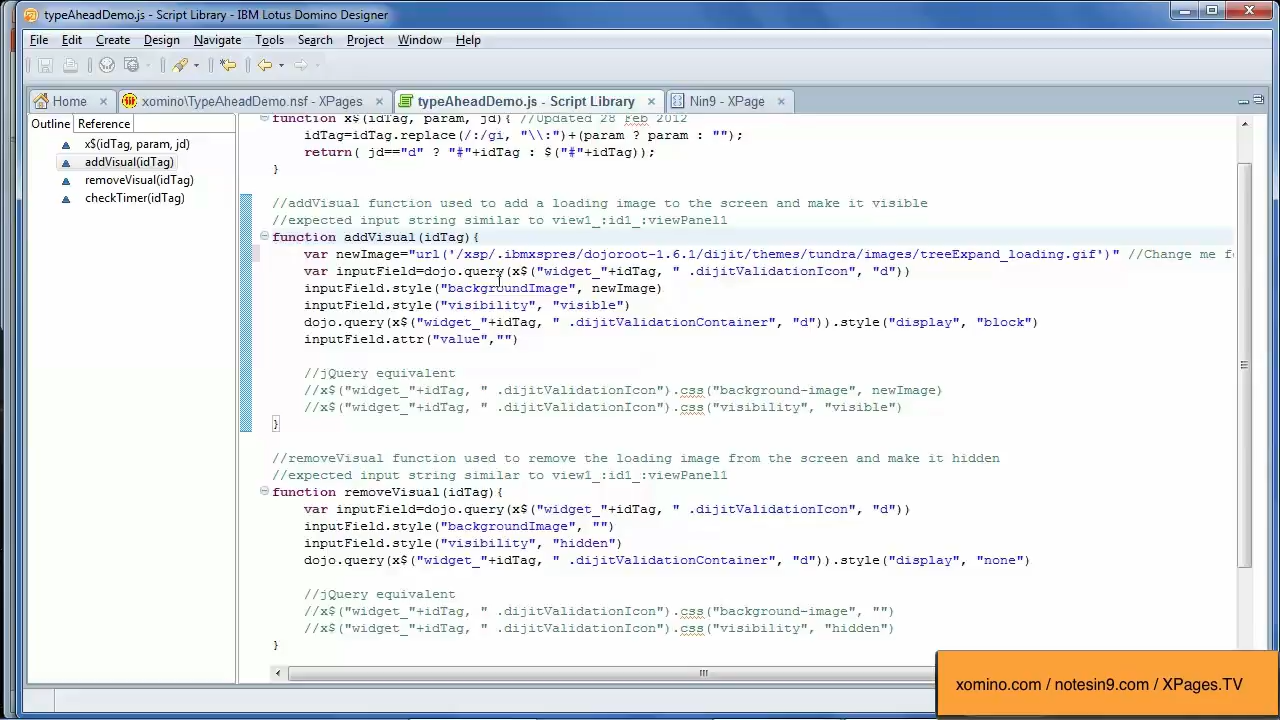 typeAheadDemo.js - Script Library - IBM Lotus Domino Designer
File Edit Create Design Navigate Tools Search Project Window Help
Home xomino\TypeAheadDemo.nsf - XPages typeAheadDemo.js - Script Library Nin9 - XPage
Outline Reference
x$(idTag, param, jd)
addVisual(idTag)
removeVisual(idTag)
checkTimer(idTag)
function x$(idTag, param, jd){ //Updated 28 Feb 2012
idTag=idTag.replace(/:/gi, "\\:")+(param ? param : "");
return( jd=="d" ? "#"+idTag : $("#"+idTag));
}
//addVisual function used to add a loading image to the screen and make it visible
//expected input string similar to view1_:id1_:viewPanel1
function addVisual(idTag){
var newImage="url('/xsp/.ibmxspres/dojoroot-1.6.1/dijit/themes/tundra/images/treeExpand_loading.gif')" //Change me
var inputField=dojo.query(x$("widget_"+idTag, " .dijitValidationIcon", "d"))
inputField.style("backgroundImage", newImage)
inputField.style("visibility", "visible")
dojo.query(x$("widget_"+idTag, " .dijitValidationContainer", "d")).style("display", "block")
inputField.attr("value","")
//jQuery equivalent
//x$("widget_"+idTag, " .dijitValidationIcon").css("background-image", newImage)
//x$("widget_"+idTag, " .dijitValidationIcon").css("visibility", "visible")
}
//removeVisual function used to remove the loading image from the screen and make it hidden
//expected input string similar to view1_:id1_:viewPanel1
function removeVisual(idTag){
var inputField=dojo.query(x$("widget_"+idTag, " .dijitValidationIcon", "d"))
inputField.style("backgroundImage", "")
inputField.style("visibility", "hidden")
dojo.query(x$("widget_"+idTag, " .dijitValidationContainer", "d")).style("display", "none")
//jQuery equivalent
//x$("widget_"+idTag, " .dijitValidationIcon").css("background-image", "")
//x$("widget_"+idTag, " .dijitValidationIcon").css("visibility", "hidden")
}
xomino.com / notesin9.com / XPages.TV